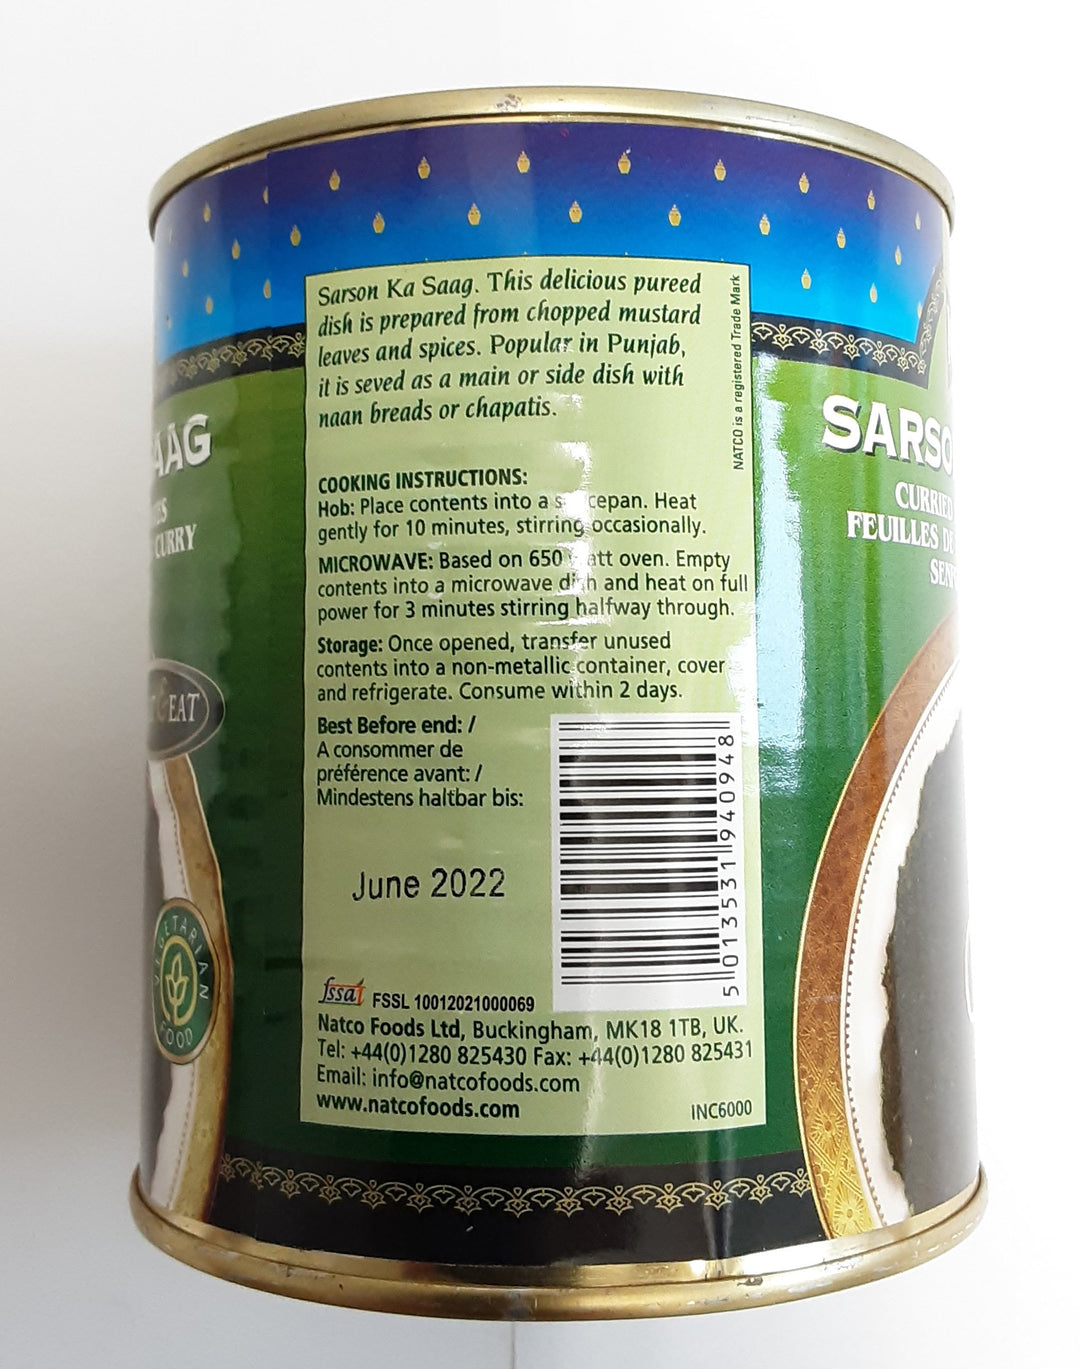 Sarson Ka Saag. This delicious pureed
dish is prepared from chopped mustard
leaves and spices. Popular in Punjab,
it is seved as a main or side dish with
naan breads or chapatis.
NATCO is a registered Trade Mark
COOKING INSTRUCTIONS:
Hob: Place contents into a Heat
gently for 10 minutes, stirring occasionally.
MICROWAVE: Based on 650 oven. Empty
contents into a microwave dish and heat on full
power for 3 minutes stirring halfway through.
Storage: Once opened, transfer unused
contents into a non-metallic container, cover
and refrigerate. Consume within 2 days.
Best Before end: /
A consommer de
préférence avant: /
Mindestens haltbar bis:
June 2022
5 013531 940948
fssai FSSL 10012021000069
Natco Foods Ltd, Buckingham, MK18 1TB, UK.
Tel: +44(0)1280 825430 Fax: +44(0)1280 825431
Email: info@natcofoods.com
www.natcofoods.com INC6000
AAG
CURRY
EAT
VEGETARIAN
FOOD
SARSO
CURRIED
FEUILLES DE
SEN